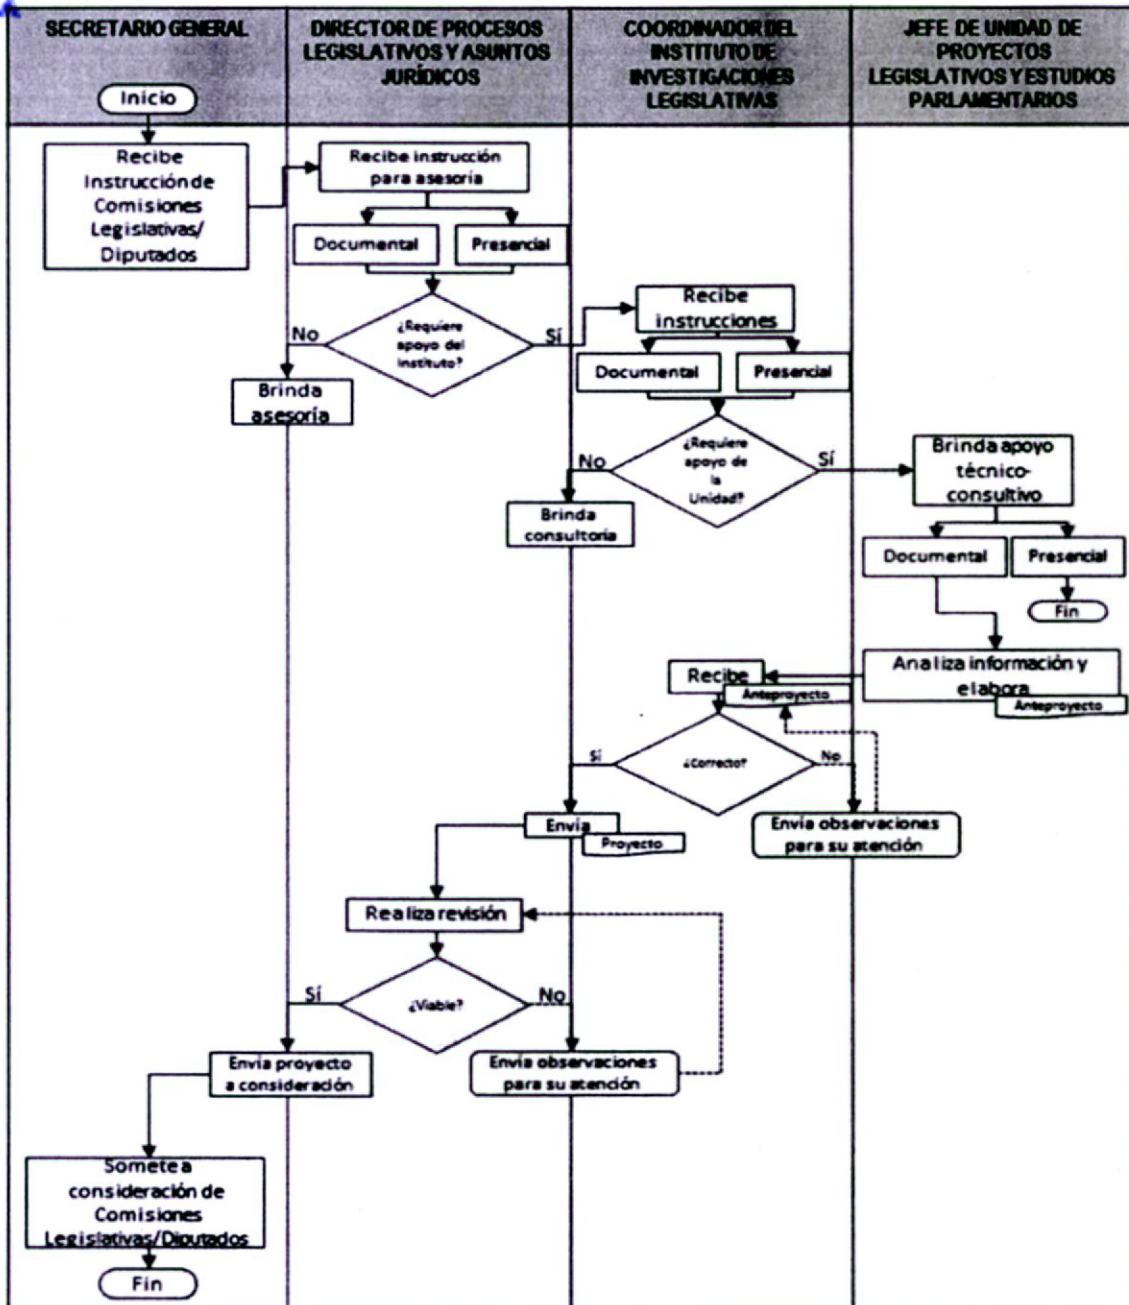 SECRETARIO GENERAL
DIRECTOR DE PROCESOS
LEGISLATIVOS Y ASUNTOS
JURÍDICOS
COORDINADOR DEL
INSTITUTO DE
INVESTIGACIONES
LEGISLATIVAS
JEFE DE UNIDAD DE
PROYECTOS
LEGISLATIVOS Y ESTUDIOS
PARLAMENTARIOS
Inicio
Recibe
Instrucción de
Comisiones
Legislativas/
Diputados
Recibe instrucción
para asesoría
Documental
Presencial
¿Requiere
apoyo del
Instituto?
No
Sí
Brinda
asesoría
Recibe
instrucciones
Documental
Presencial
¿Requiere
apoyo de
la
Unidad?
No
Sí
Brinda
consultoría
Brinda apoyo
técnico-
consultivo
Documental
Presencial
Fin
Analiza información y
elabora
Anteproyecto
Recibe
Anteproyecto
¿Correcto?
Sí
No
Envía
Proyecto
Envía observaciones
para su atención
Realiza revisión
¿Viable?
Sí
No
Envía proyecto
a consideración
Envía observaciones
para su atención
Somete a
consideración de
Comisiones
Legislativas/Diputados
Fin